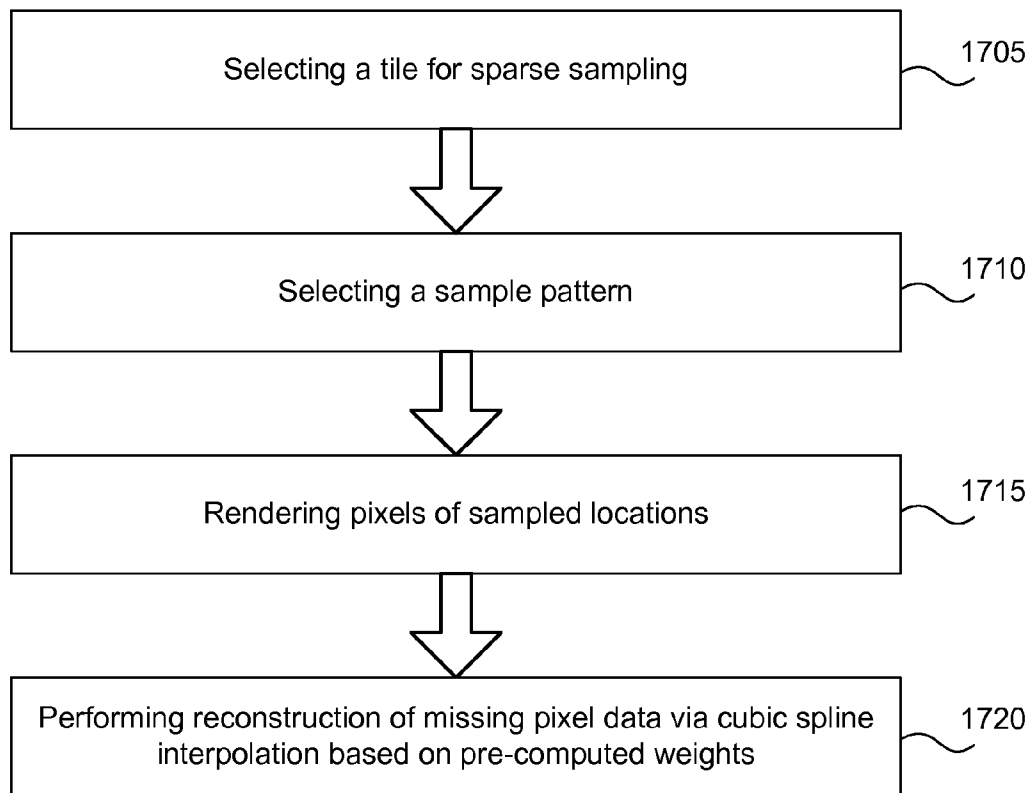 Selecting a tile for sparse sampling
1705
Selecting a sample pattern
1710
Rendering pixels of sampled locations
1715
Performing reconstruction of missing pixel data via cubic spline
interpolation based on pre-computed weights
1720